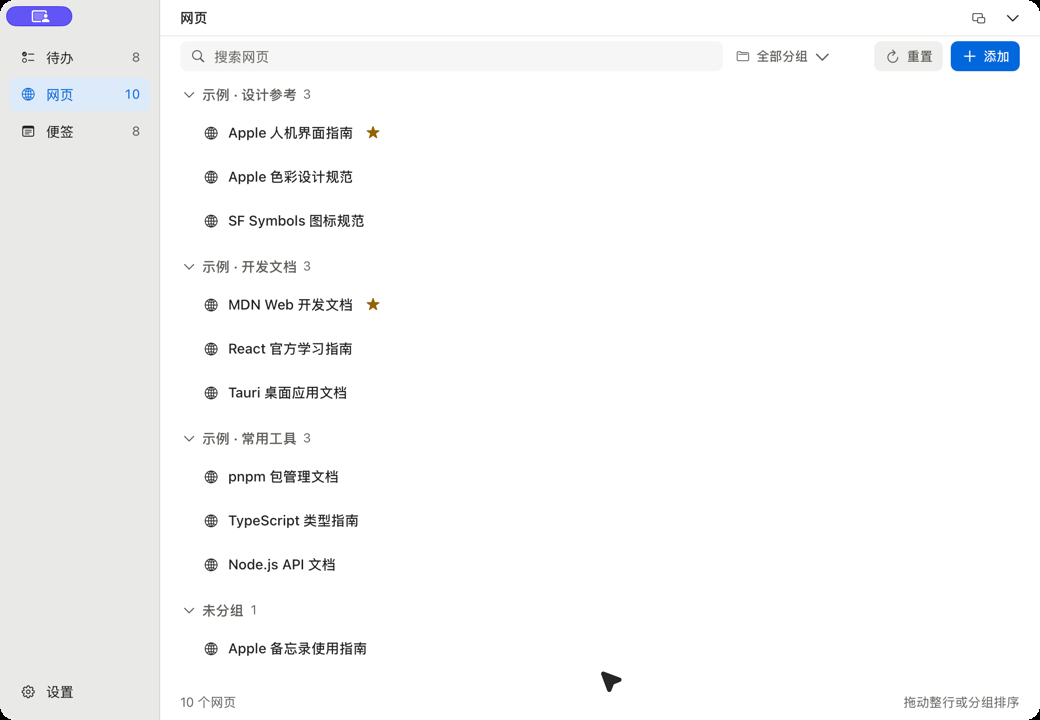 网页
待办 8
网页 10
便签 8
设置
搜索网页
全部分组
重置
添加
示例 · 设计参考 3
Apple 人机界面指南
Apple 色彩设计规范
SF Symbols 图标规范
示例 · 开发文档 3
MDN Web 开发文档
React 官方学习指南
Tauri 桌面应用文档
示例 · 常用工具 3
pnpm 包管理文档
TypeScript 类型指南
Node.js API 文档
未分组 1
Apple 备忘录使用指南
10 个网页
拖动整行或分组排序